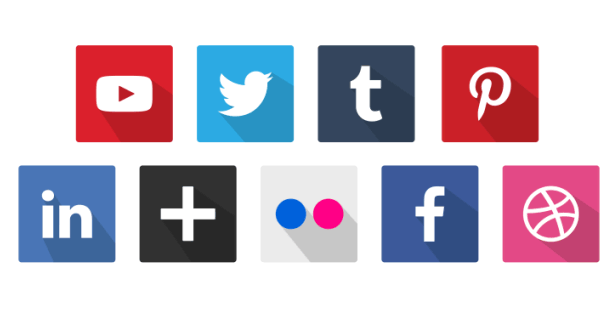 t P
in + f